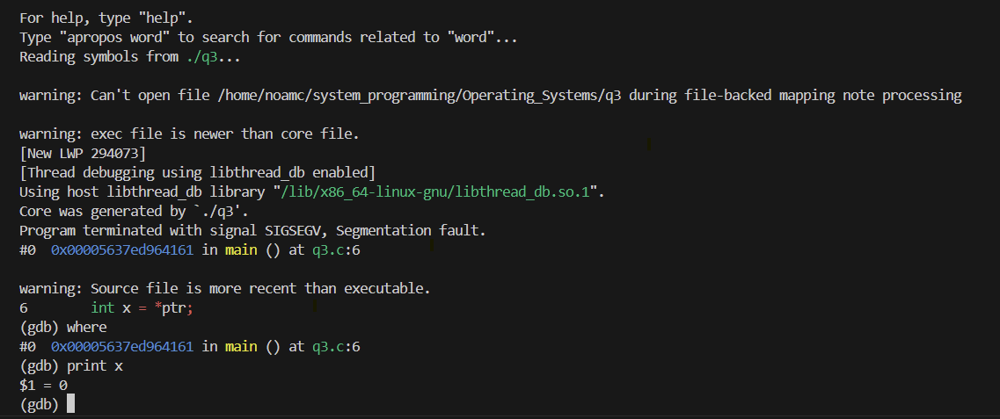 For help, type "help".
Type "apropos word" to search for commands related to "word"...
Reading symbols from ./q3...
warning: Can't open file /home/noamc/system_programming/Operating_Systems/q3 during file-backed mapping note processing
warning: exec file is newer than core file.
[New LWP 294073]
[Thread debugging using libthread_db enabled]
Using host libthread_db library "/lib/x86_64-linux-gnu/libthread_db.so.1".
Core was generated by `./q3'.
Program terminated with signal SIGSEGV, Segmentation fault.
#0  0x00005637ed964161 in main () at q3.c:6
warning: Source file is more recent than executable.
6        int x = *ptr;
(gdb) where
#0  0x00005637ed964161 in main () at q3.c:6
(gdb) print x
$1 = 0
(gdb)